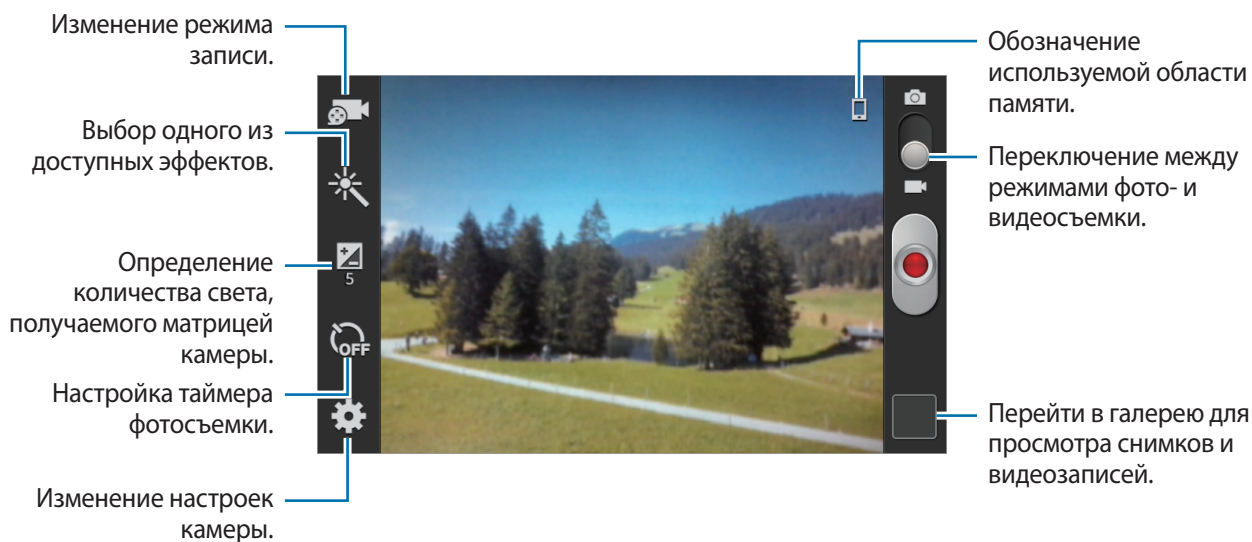 Изменение режима
записи.
Выбор одного из
доступных эффектов.
Определение
количества света,
получаемого матрицей
камеры.
Настройка таймера
фотосъемки.
Изменение настроек
камеры.
5
OFF
Обозначение
используемой области
памяти.
Переключение между
режимами фото- и
видеосъемки.
Перейти в галерею для
просмотра снимков и
видеозаписей.